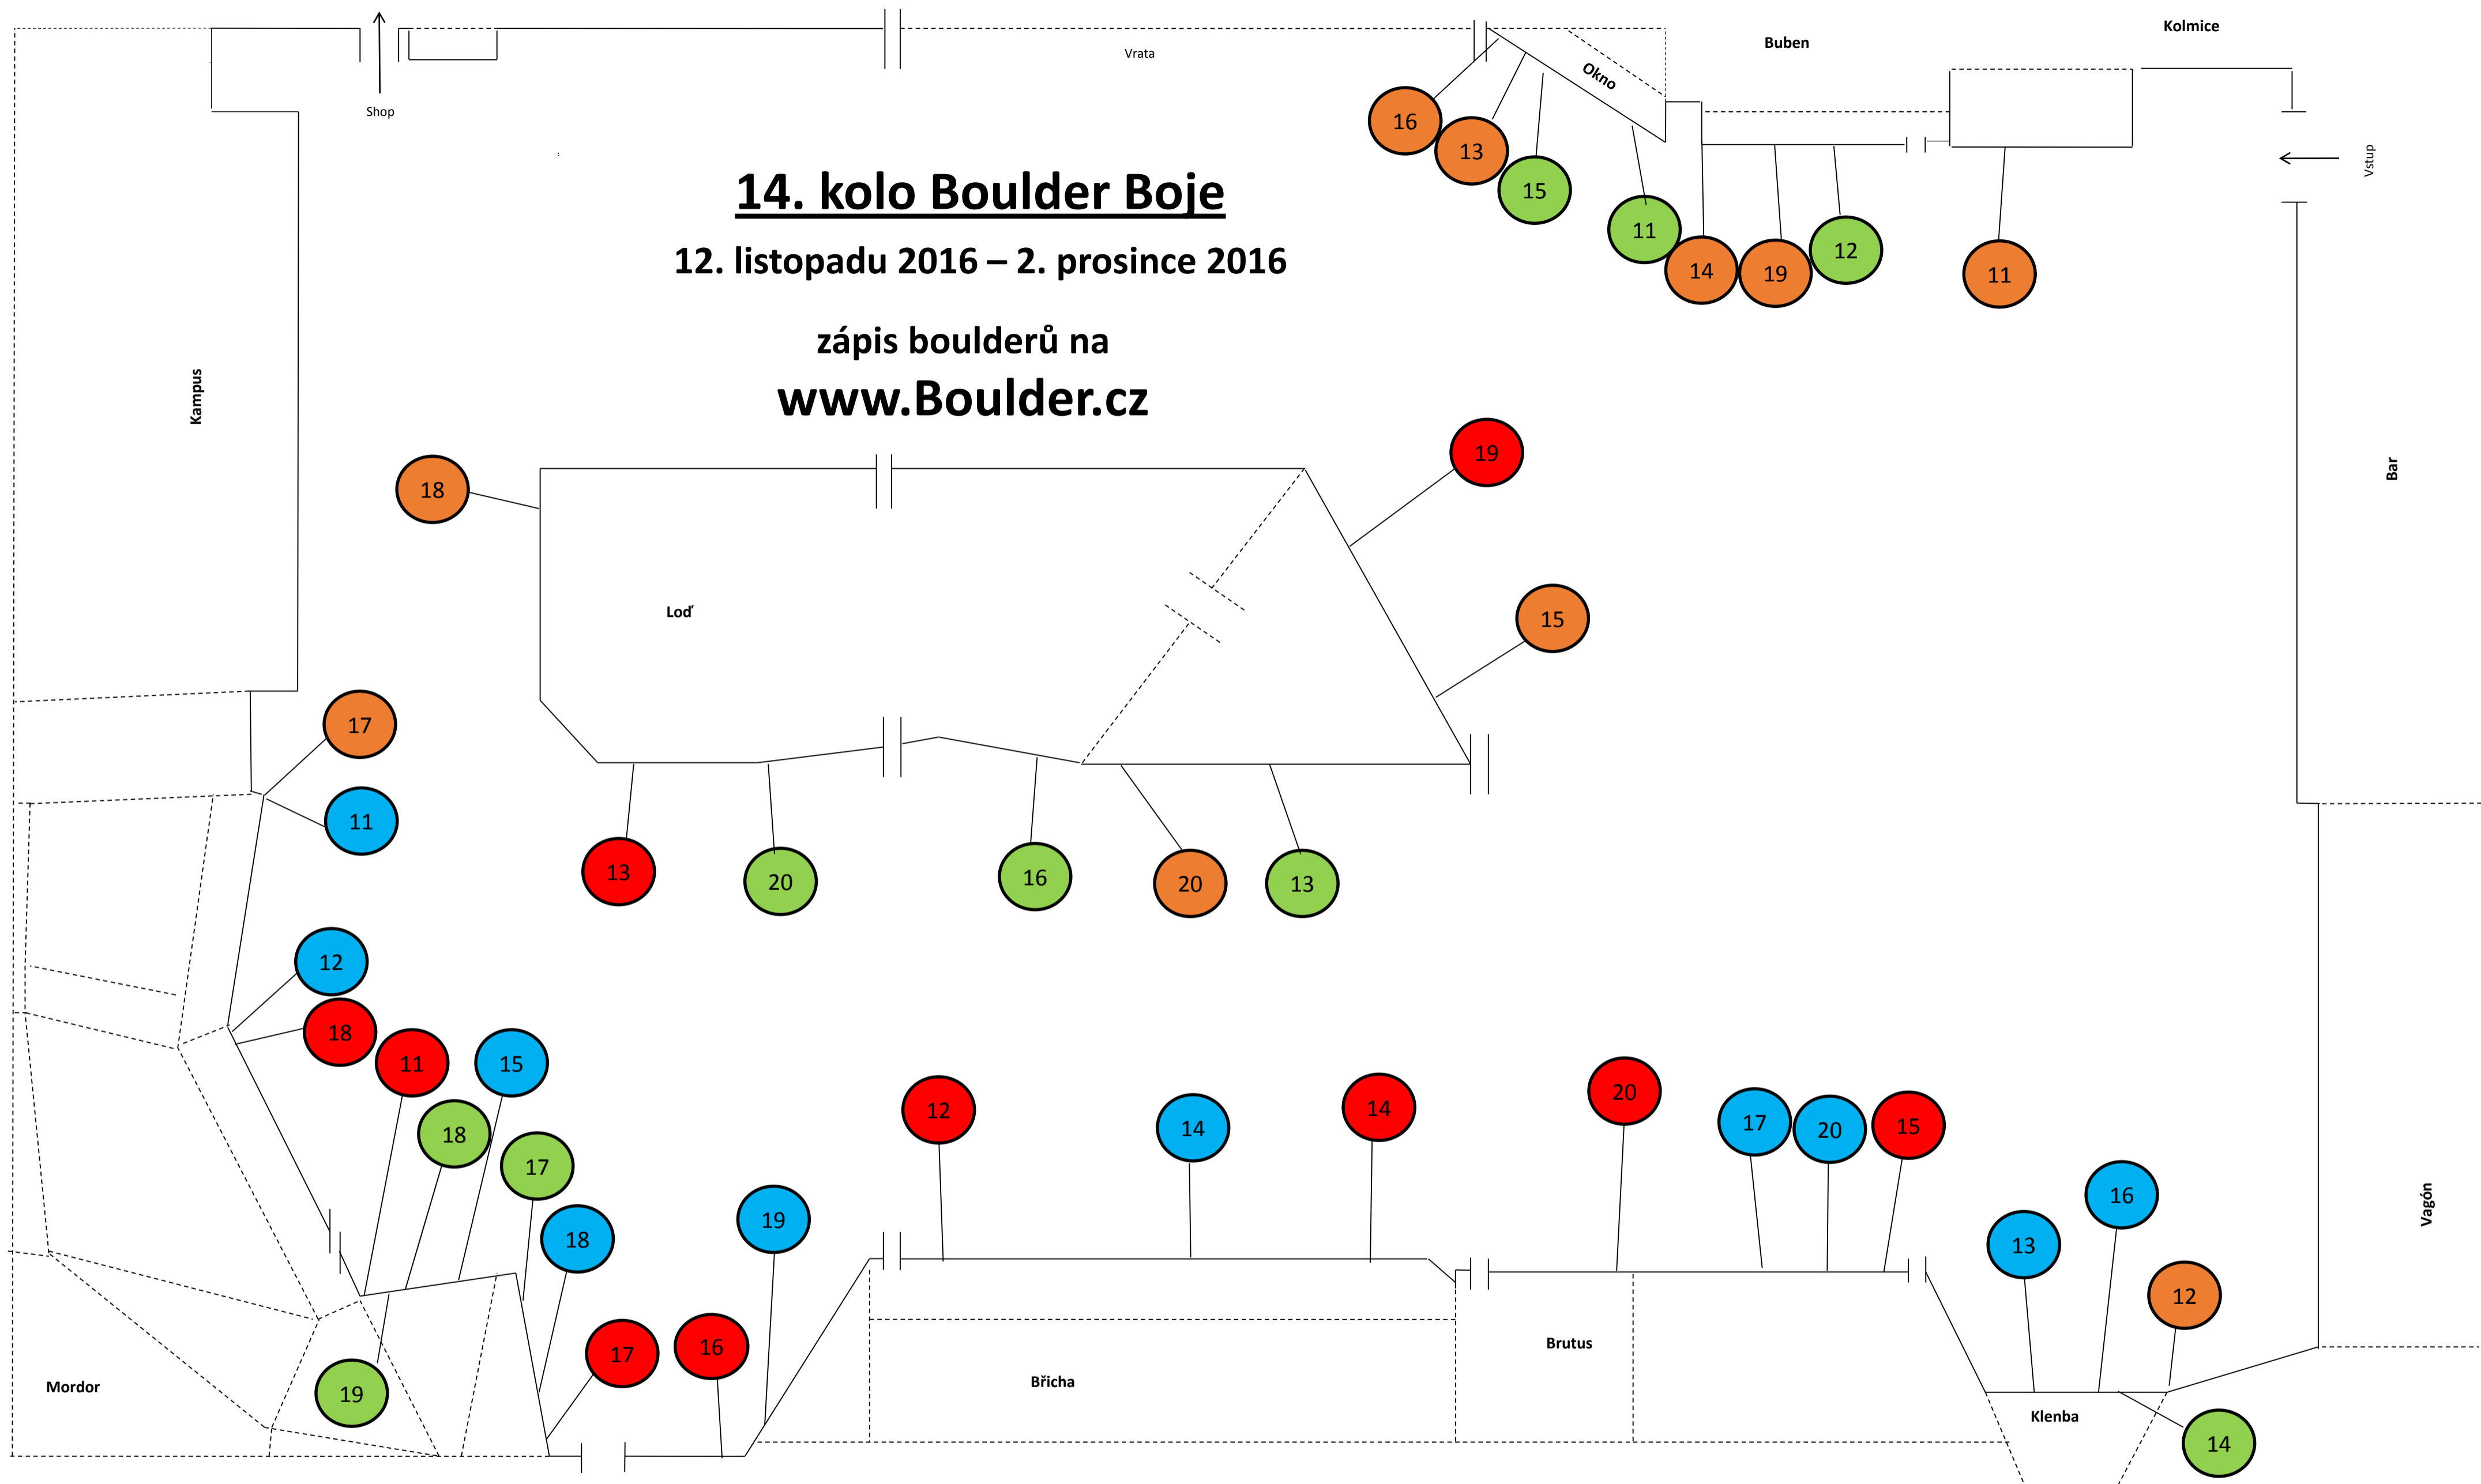 Kolmice
Buben
Vrata
Okno
Shop
16
13
15
11
14
19
12
11
Vstup
14. kolo Boulder Boje
12. listopadu 2016 – 2. prosince 2016
zápis boulderů na
www.Boulder.cz
Kampus
Bar
18
19
Loď
15
17
11
13
20
16
20
13
12
18
11
15
18
17
18
19
12
14
14
20
17
20
15
13
16
12
14
19
17
16
Mordor
Břicha
Brutus
Klenba
Vagón